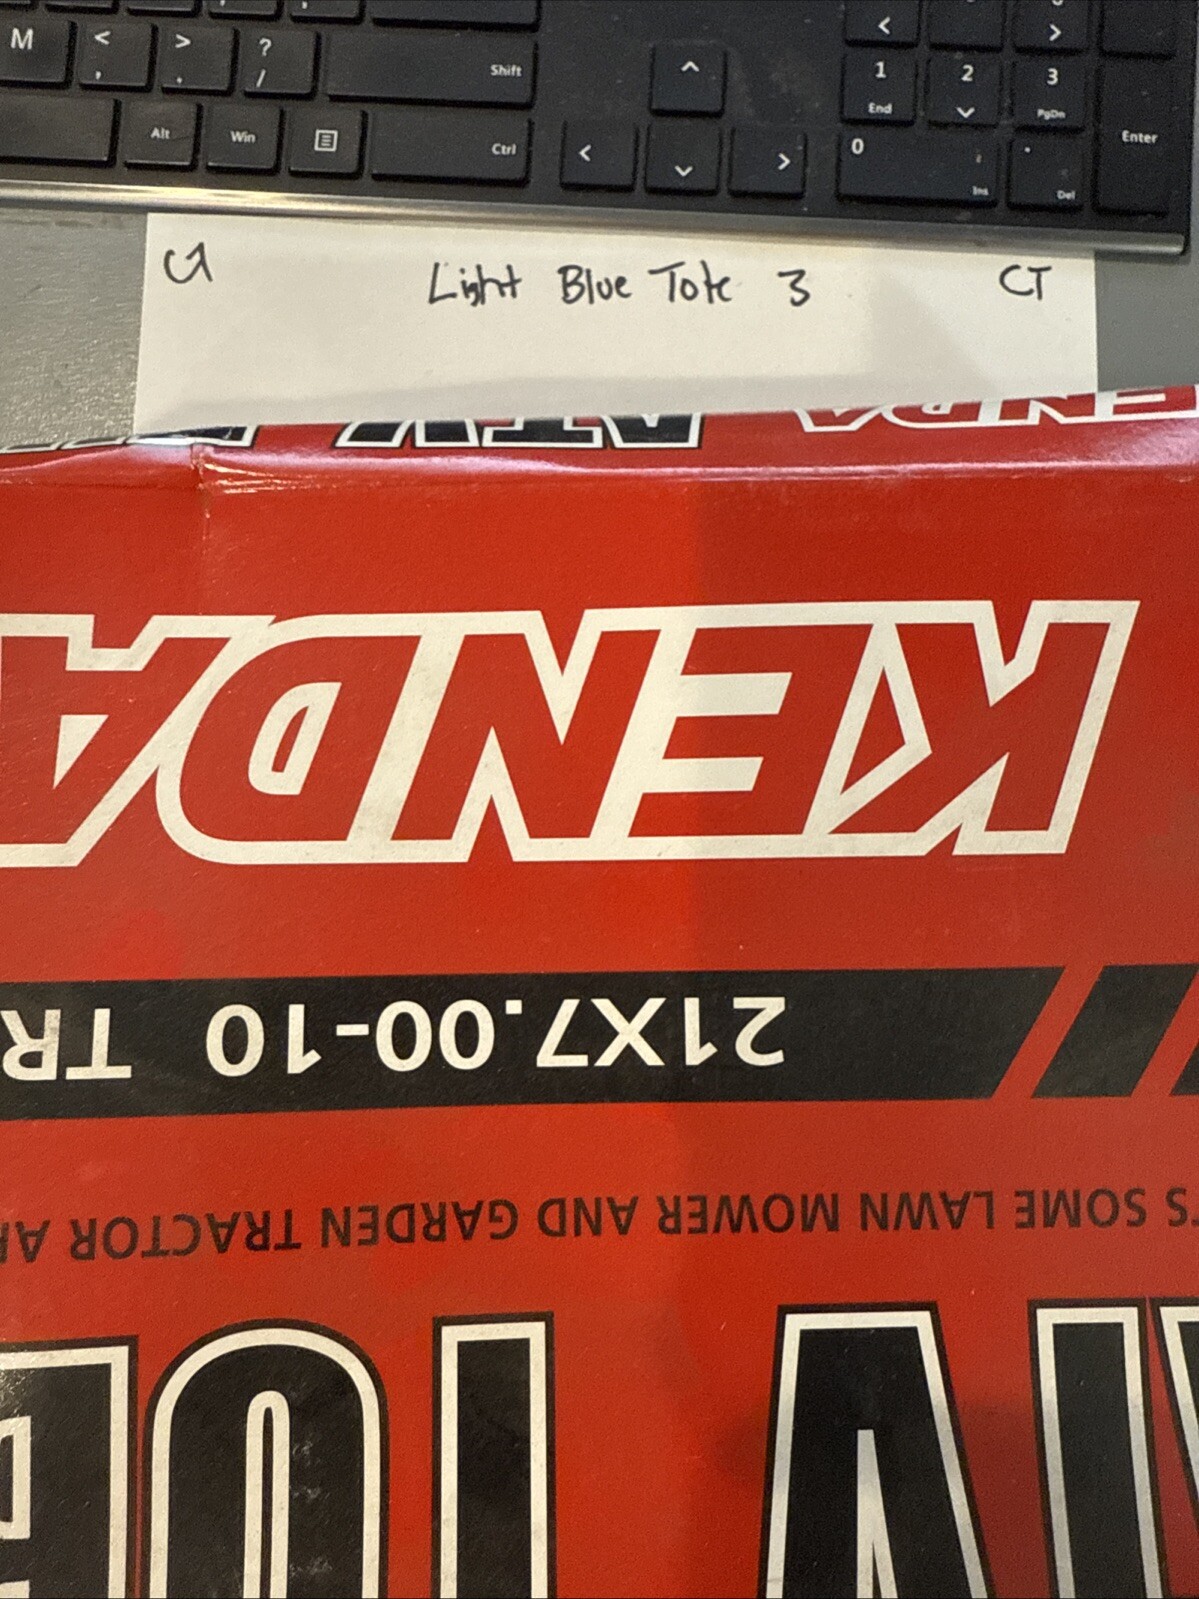 M < , > . ? / Shift
Alt Win Ctrl
1 End 2 3 PgDn
0 Ins . Del Enter
Light Blue Tote 3 CT
ATV KENDA
KENDA
21X7.00-10 TR
S SOME LAWN MOWER AND GARDEN TRACTOR